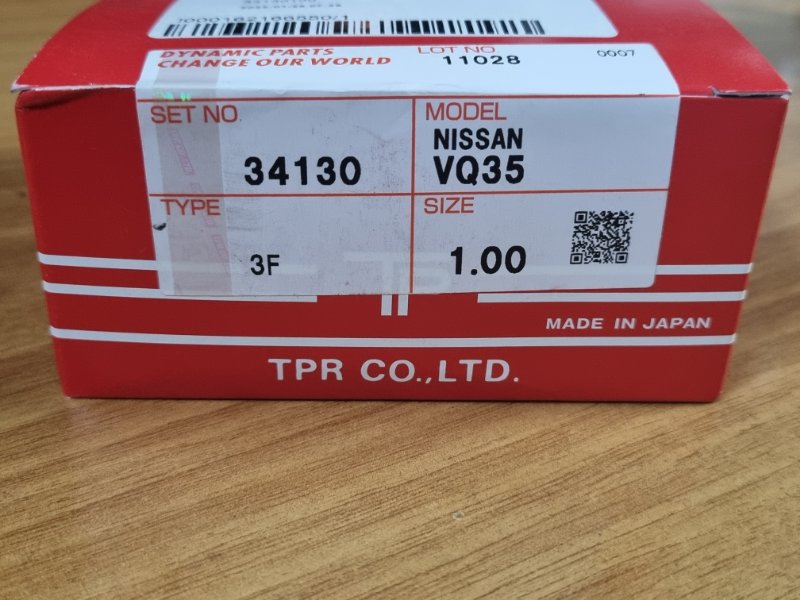 DYNAMIC PARTS
CHANGE OUR WORLD
LOT NO
11028
0007
SET NO.
34130
MODEL
NISSAN
VQ35
TYPE
3F
SIZE
1.00
TPR
MADE IN JAPAN
TPR CO.,LTD.